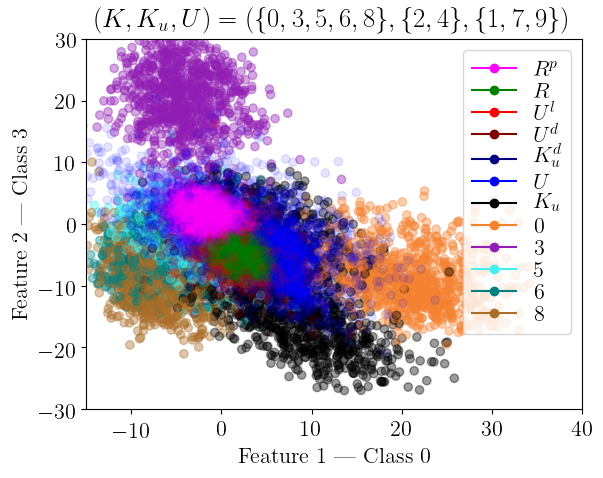 (K, K_u, U) = ({0, 3, 5, 6, 8}, {2, 4}, {1, 7, 9})
30
20
10
0
−10
−20
−30
−10
0
10
20
30
40
Feature 2 — Class 3
Feature 1 — Class 0
R^p
R
U^l
U^d
K_u^d
U
K_u
0
3
5
6
8